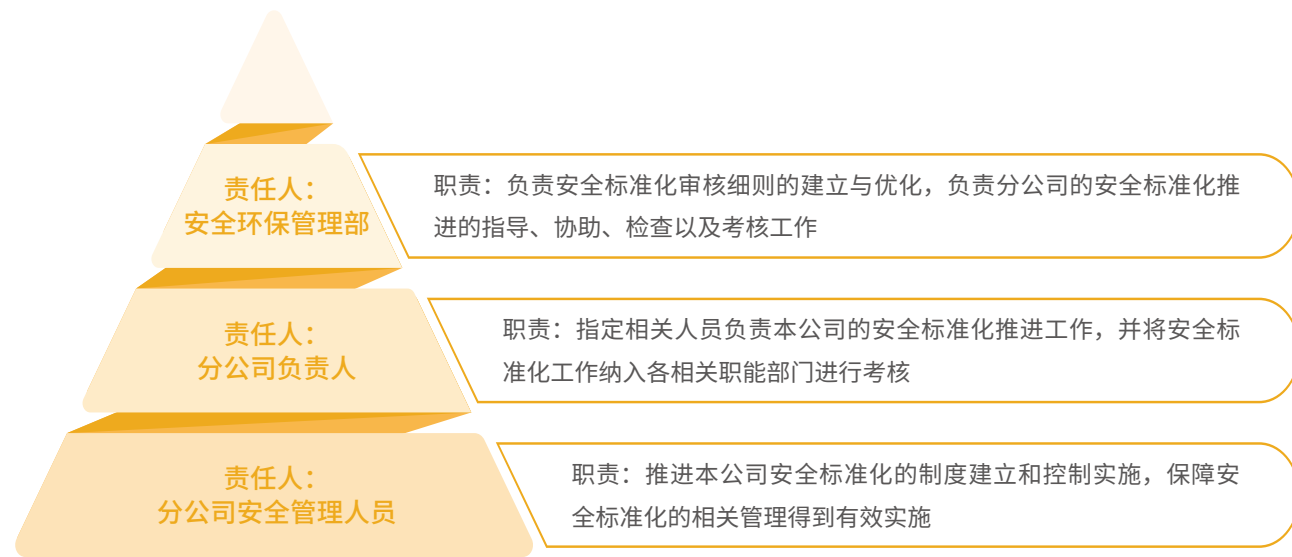 责任人：
安全环保管理部
职责：负责安全标准化审核细则的建立与优化，负责分公司的安全标准化推
进的指导、协助、检查以及考核工作
责任人：
分公司负责人
职责：指定相关人员负责本公司的安全标准化推进工作，并将安全标
准化工作纳入各相关职能部门进行考核
责任人：
分公司安全管理人员
职责：推进本公司安全标准化的制度建立和控制实施，保障安
全标准化的相关管理得到有效实施